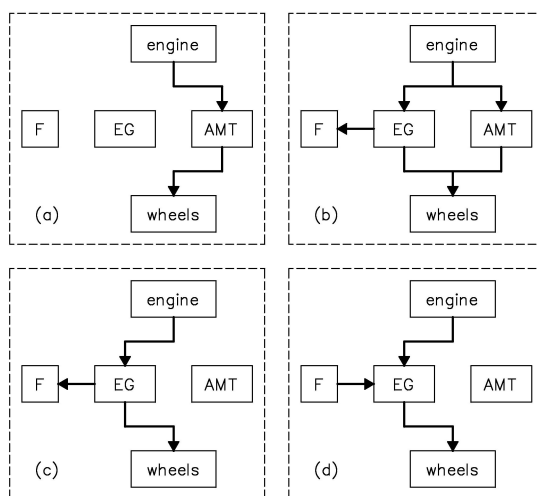 engine
F EG AMT
(a) wheels
engine
F EG AMT
(b) wheels
engine
F EG AMT
(c) wheels
engine
F EG AMT
(d) wheels